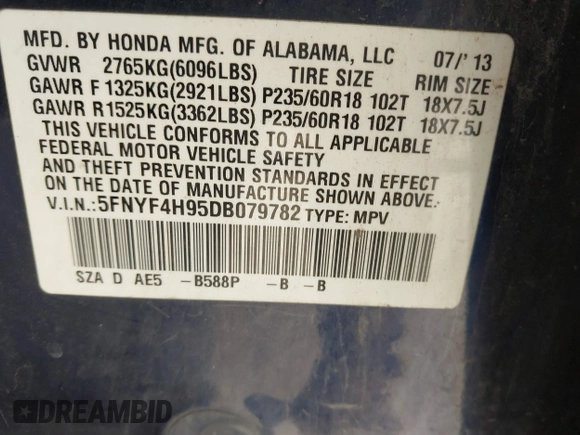 MFD. BY HONDA MFG. OF ALABAMA, LLC 07/'13
GVWR 2765KG(6096LBS) TIRE SIZE RIM SIZE
GAWR F 1325KG(2921LBS) P235/60R18 102T 18X7.5J
GAWR R1525KG(3362LBS) P235/60R18 102T 18X7.5J
THIS VEHICLE CONFORMS TO ALL APPLICABLE
FEDERAL MOTOR VEHICLE SAFETY
AND THEFT PREVENTION STANDARDS IN EFFECT
ON THE DATE OF MANUFACTURE SHOWN ABOVE.
V.I.N.:5FNYF4H95DB079782 TYPE: MPV
SZA D AE5 -B588P -B -B
DREAMBID